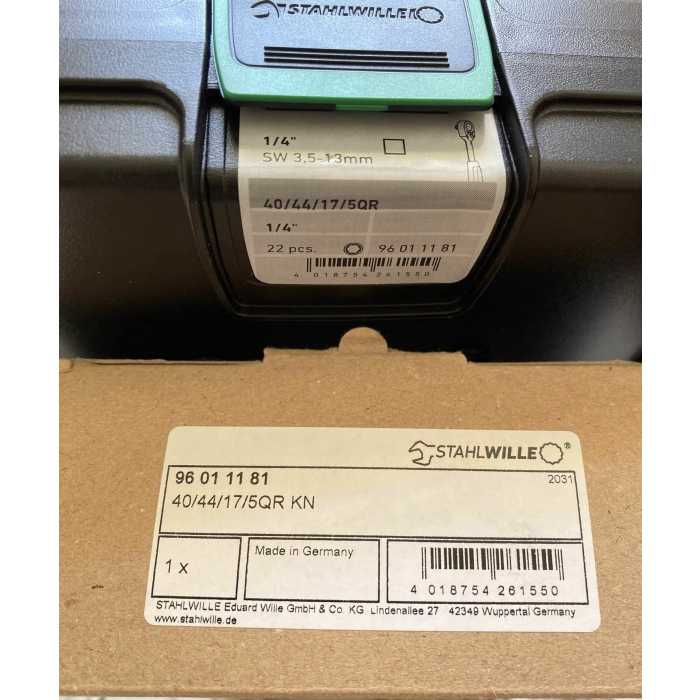 STAHLWILLE
1/4"
SW 3,5-13mm
40/44/17/5QR
1/4"
22 pcs. 96 01 11 81
4 018754 261550
STAHLWILLE®
96 01 11 81 2031
40/44/17/5QR KN
1 x
Made in Germany
4 018754 261550
STAHLWILLE Eduard Wille GmbH & Co. KG Lindenallee 27 42349 Wuppertal Germany
www.stahlwille.de